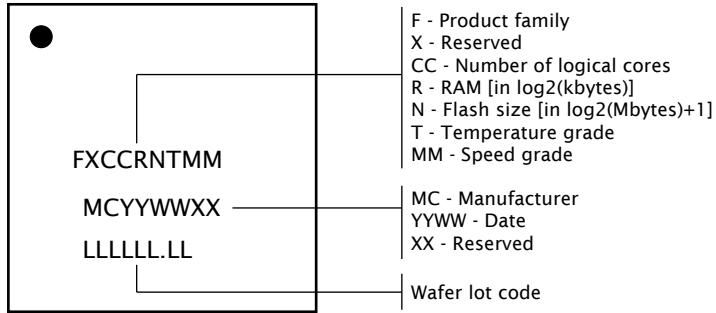 F - Product family
X - Reserved
CC - Number of logical cores
R - RAM [in log2(kbytes)]
N - Flash size [in log2(Mbytes)+1]
T - Temperature grade
MM - Speed grade
FXCCRNTMM
MCYYWWXX
MC - Manufacturer
YYWW - Date
XX - Reserved
LLLLLL.LL
Wafer lot code